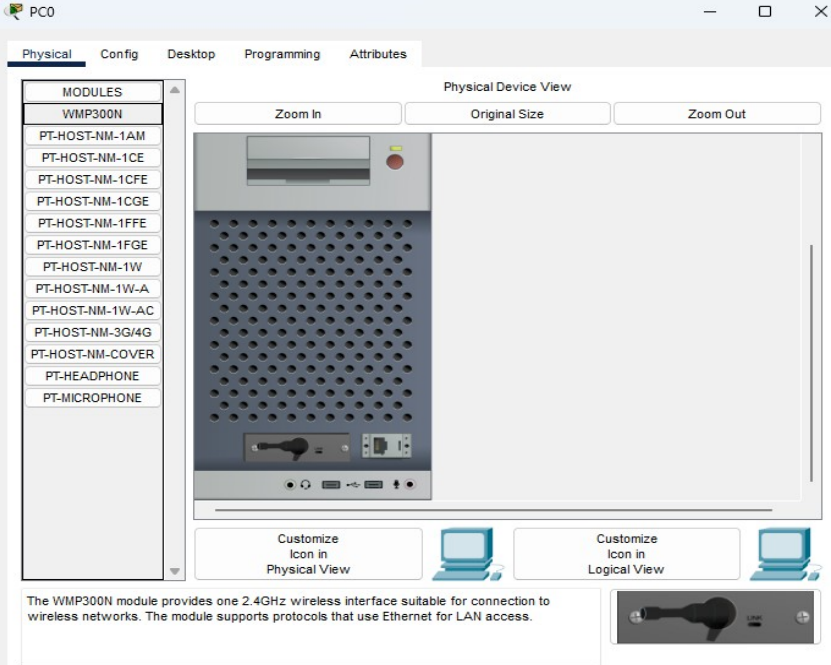 PC0
Physical Config Desktop Programming Attributes
MODULES
WMP300N
PT-HOST-NM-1AM
PT-HOST-NM-1CE
PT-HOST-NM-1CFE
PT-HOST-NM-1CGE
PT-HOST-NM-1FFE
PT-HOST-NM-1FGE
PT-HOST-NM-1W
PT-HOST-NM-1W-A
PT-HOST-NM-1W-AC
PT-HOST-NM-3G/4G
PT-HOST-NM-COVER
PT-HEADPHONE
PT-MICROPHONE
Physical Device View
Zoom In Original Size Zoom Out
Customize
Icon in
Physical View
Customize
Icon in
Logical View
The WMP300N module provides one 2.4GHz wireless interface suitable for connection to
wireless networks. The module supports protocols that use Ethernet for LAN access.
LINK